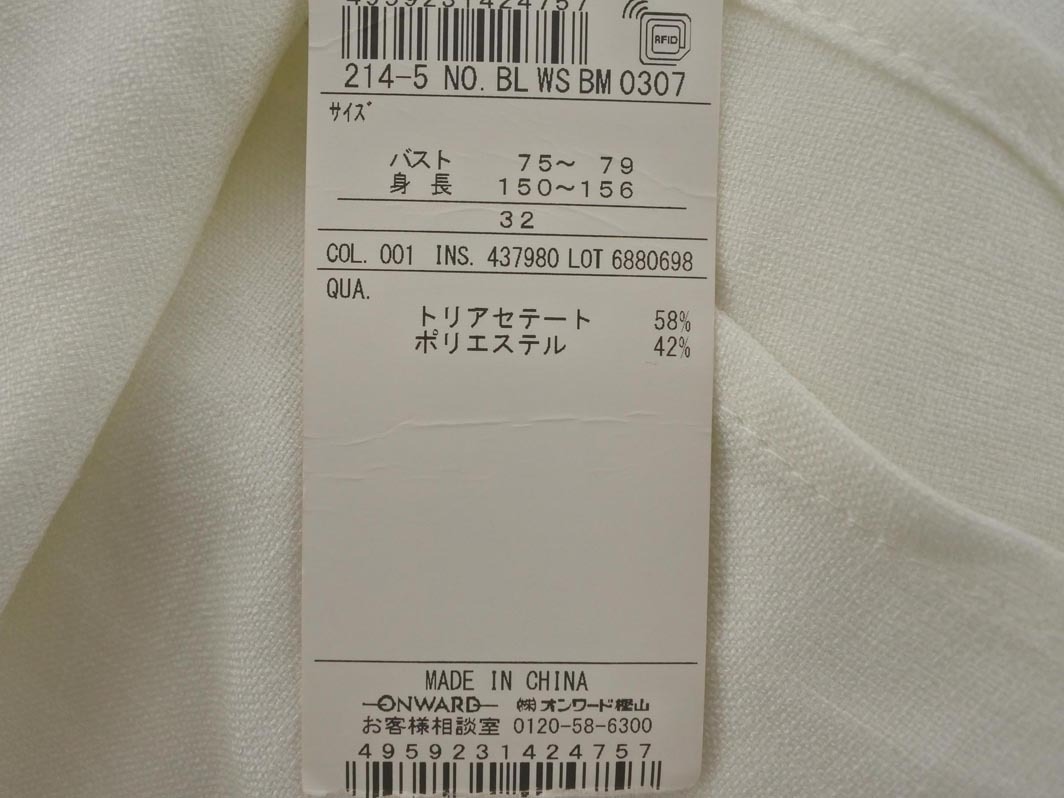 4959231424757
RFID
214-5 NO. BL WS BM 0307
サイズ
バスト 75～ 79
身 長 150～156
32
COL. 001 INS. 437980 LOT 6880698
QUA.
トリアセテート 58%
ポリエステル 42%
MADE IN CHINA
ONWARD ㈱オンワード樫山
お客様相談室 0120-58-6300
4959231424757